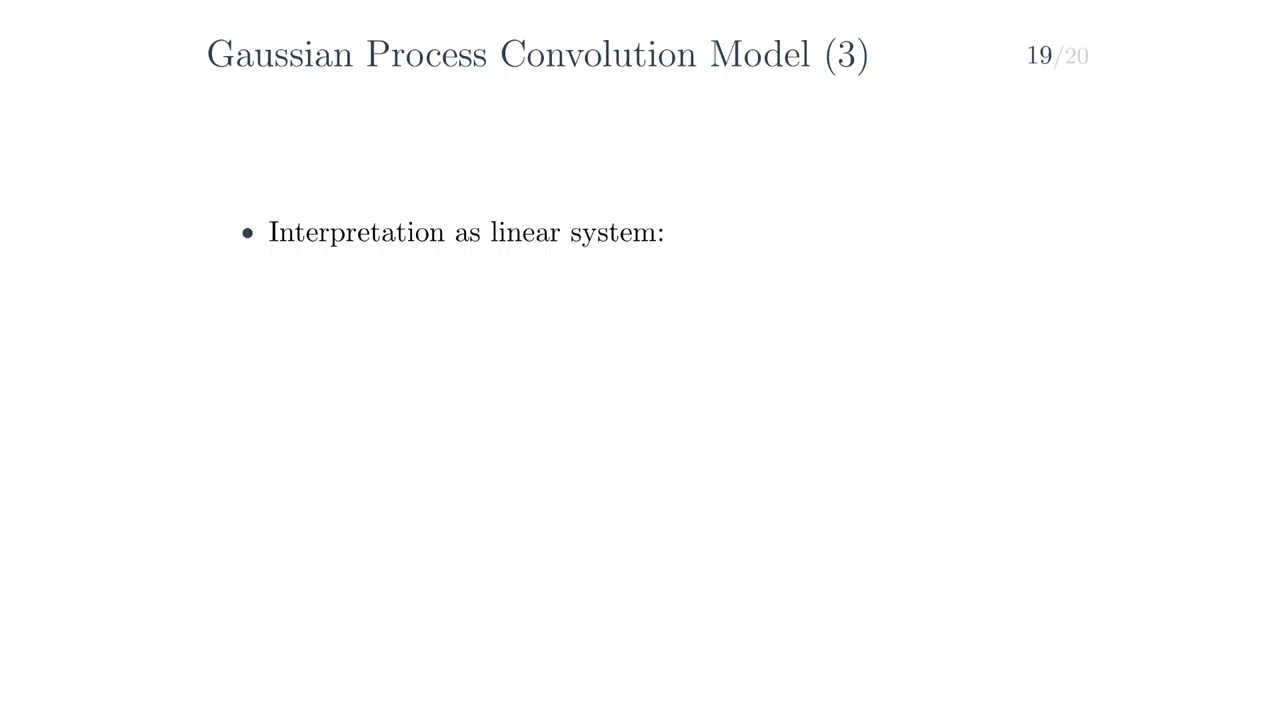 Gaussian Process Convolution Model (3)
19/20
• Interpretation as linear system: